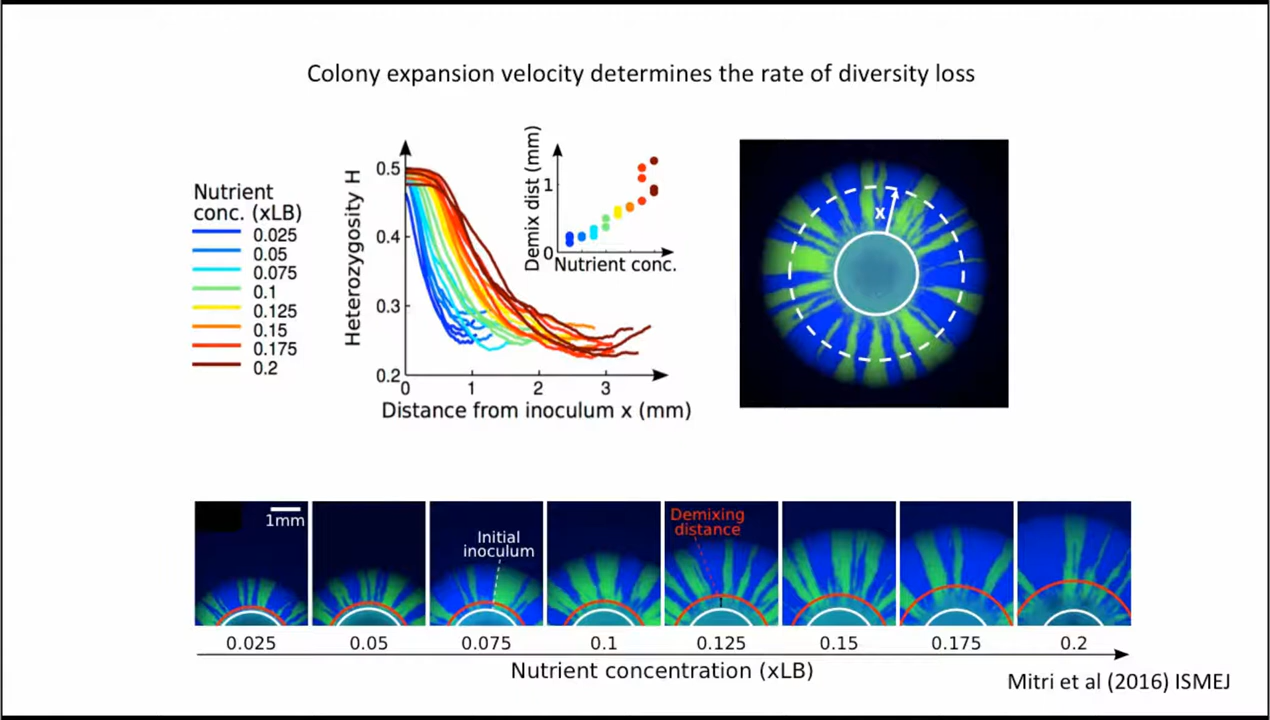 Colony expansion velocity determines the rate of diversity loss
Nutrient
conc. (xLB)
0.025
0.05
0.075
0.1
0.125
0.15
0.175
0.2
Heterozygosity H
0.5
0.4
0.3
0.2
0
1
2
3
Distance from inoculum x (mm)
Demix dist (mm)
1
0
Nutrient conc.
x
1mm
Initial
inoculum
Demixing
distance
0.025
0.05
0.075
0.1
0.125
0.15
0.175
0.2
Nutrient concentration (xLB)
Mitri et al (2016) ISMEJ